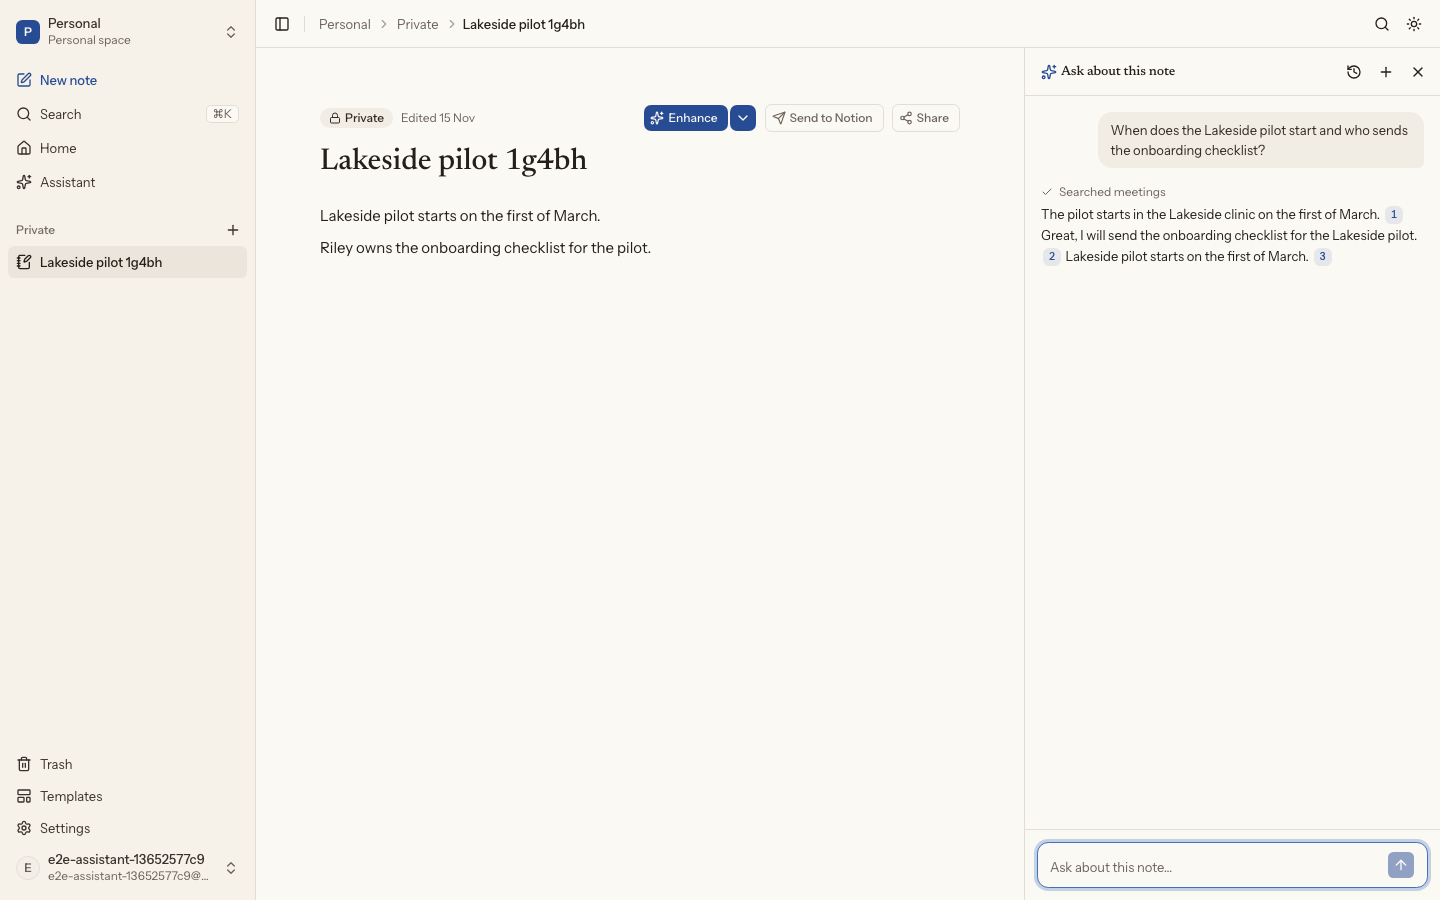 P
Personal
Personal space
New note
Search
⌘K
Home
Assistant
Private
Lakeside pilot 1g4bh
Trash
Templates
Settings
E
e2e-assistant-13652577c9
e2e-assistant-13652577c9@...
Personal > Private > Lakeside pilot 1g4bh
Private
Edited 15 Nov
Enhance
Send to Notion
Share
Lakeside pilot 1g4bh
Lakeside pilot starts on the first of March.
Riley owns the onboarding checklist for the pilot.
Ask about this note
When does the Lakeside pilot start and who sends
the onboarding checklist?
Searched meetings
The pilot starts in the Lakeside clinic on the first of March. 1
Great, I will send the onboarding checklist for the Lakeside pilot.
2 Lakeside pilot starts on the first of March. 3
Ask about this note...